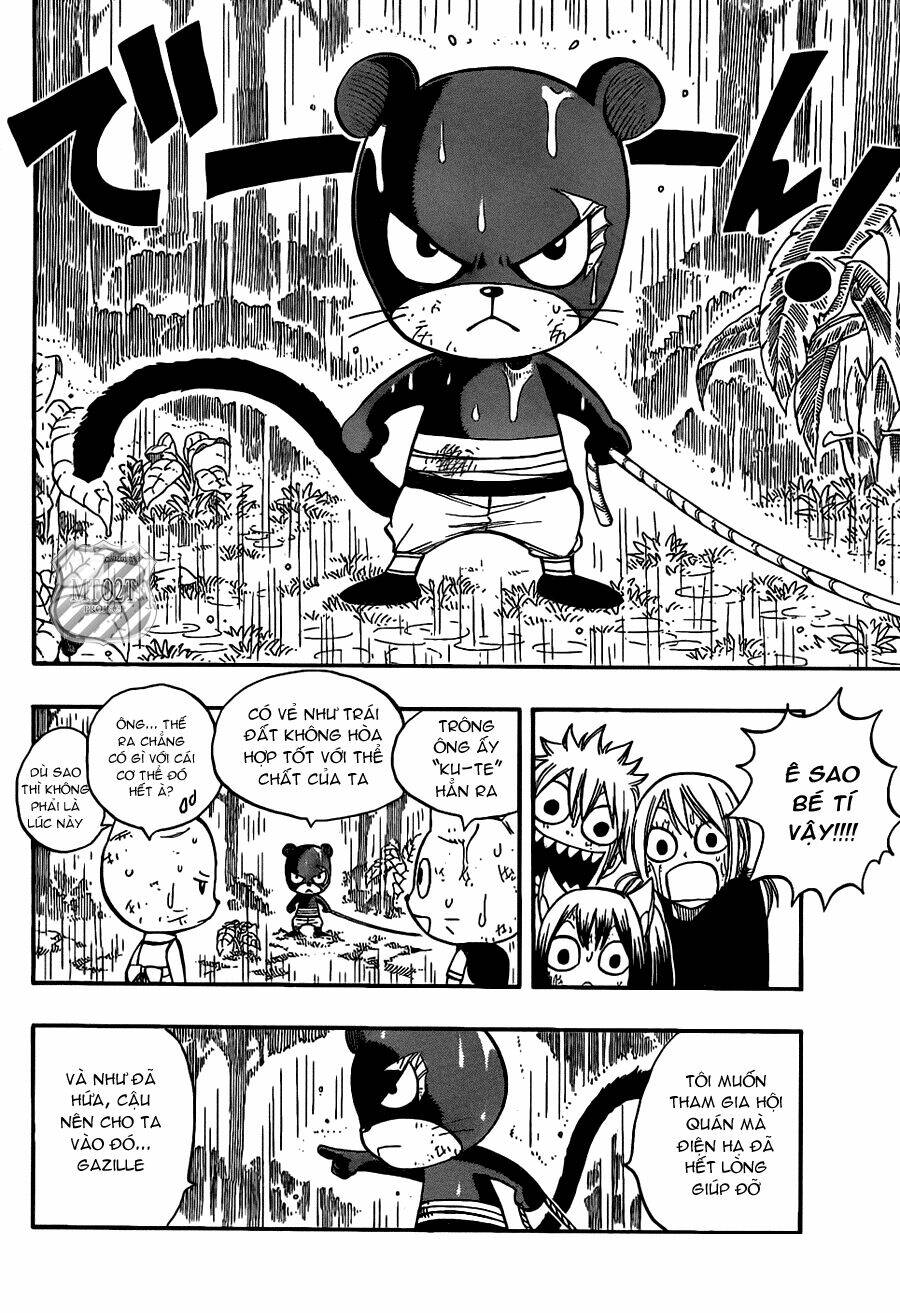 でーん!
Ê SAO
BÉ TÍ
VẬY!!!!
TRÔNG
ÔNG ẤY
"KU-TE"
HẲN RA
CÓ VẺ NHƯ TRÁI
ĐẤT KHÔNG HÒA
HỢP TỐT VỚI THỂ
CHẤT CỦA TA
ÔNG... THẾ
RA CHẲNG
CÓ GÌ VỚI CÁI
CƠ THỂ ĐÓ
HẾT À?
DÙ SAO
THÌ KHÔNG
PHẢI LÀ
LÚC NÀY
TÔI MUỐN
THAM GIA HỘI
QUÁN MÀ
ĐIỆN HẠ ĐÃ
HẾT LÒNG
GIÚP ĐỠ
VÀ NHƯ ĐÃ
HỨA, CẬU
NÊN CHO TA
VÀO ĐÓ...
GAZILLE